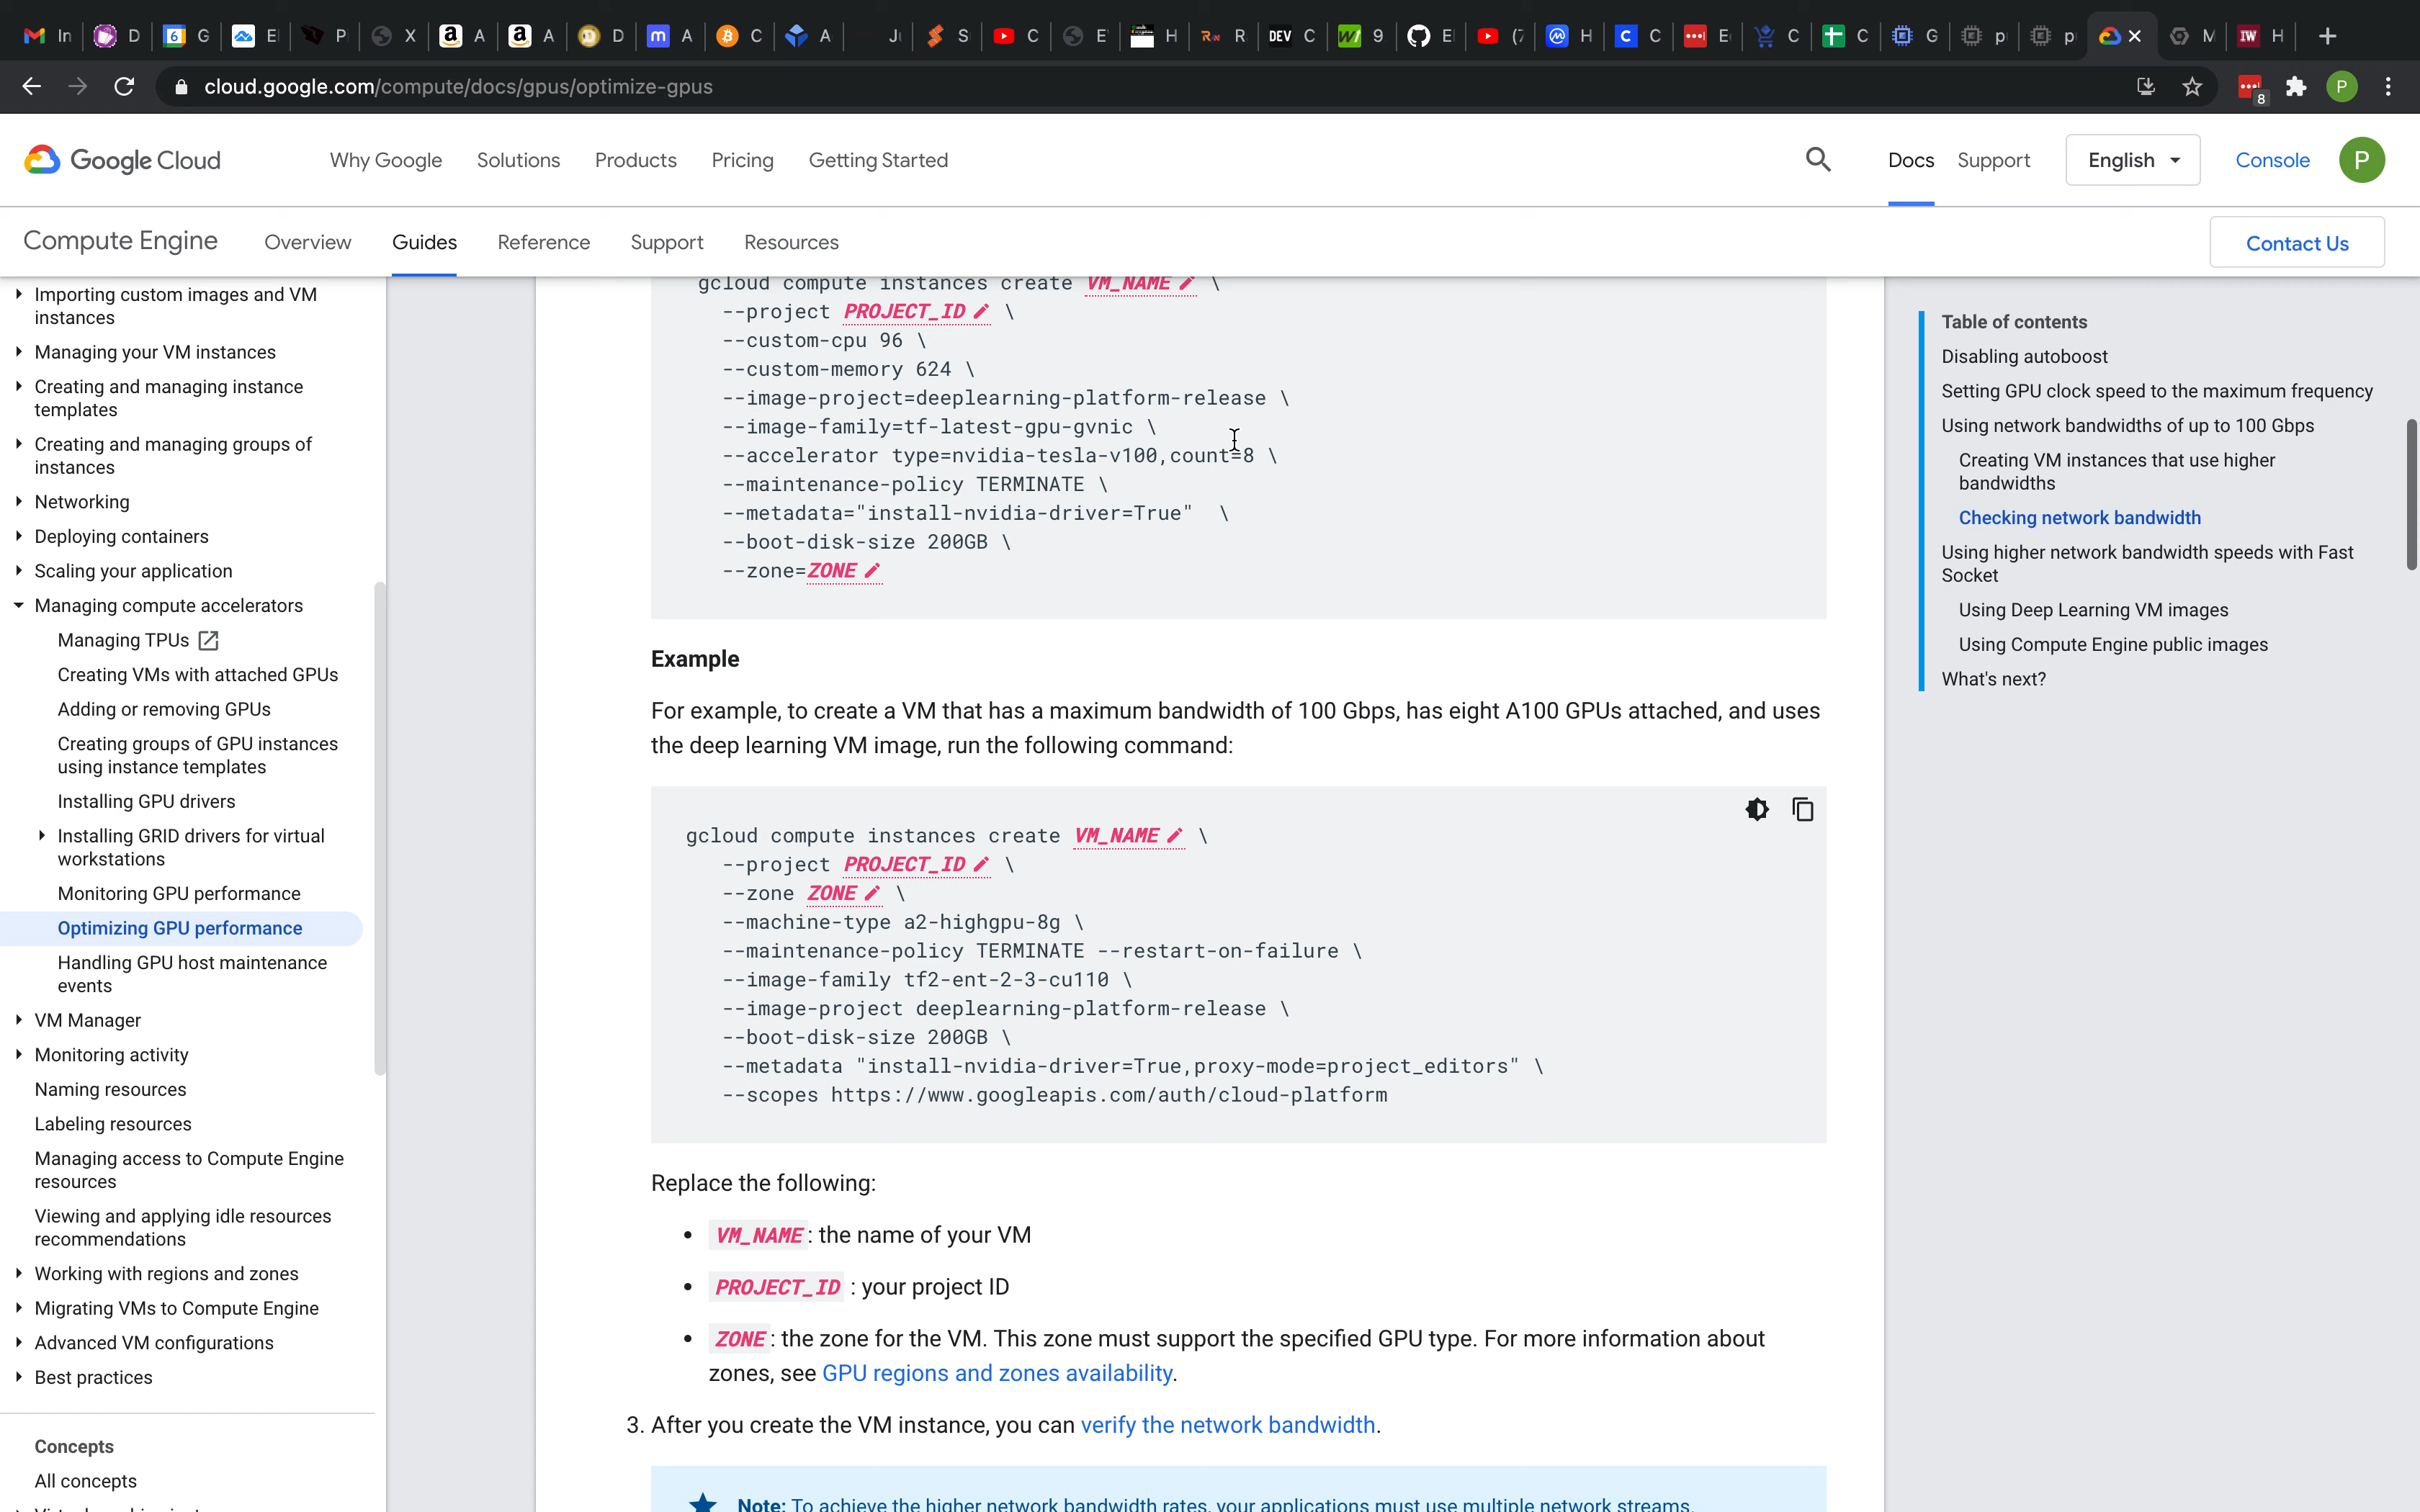 In D G E P X A A D A C A Ju S C E H R C 9 E (7 H C E C C G p p M H
cloud.google.com/compute/docs/gpus/optimize-gpus
8 P
Google Cloud Why Google Solutions Products Pricing Getting Started Docs Support English Console P
Compute Engine Overview Guides Reference Support Resources Contact Us
Importing custom images and VM
instances
Managing your VM instances
Creating and managing instance
templates
Creating and managing groups of
instances
Networking
Deploying containers
Scaling your application
Managing compute accelerators
Managing TPUs
Creating VMs with attached GPUs
Adding or removing GPUs
Creating groups of GPU instances
using instance templates
Installing GPU drivers
Installing GRID drivers for virtual
workstations
Monitoring GPU performance
Optimizing GPU performance
Handling GPU host maintenance
events
VM Manager
Monitoring activity
Naming resources
Labeling resources
Managing access to Compute Engine
resources
Viewing and applying idle resources
recommendations
Working with regions and zones
Migrating VMs to Compute Engine
Advanced VM configurations
Best practices
Concepts
All concepts
gcloud compute instances create VM_NAME \
--project PROJECT_ID \
--custom-cpu 96 \
--custom-memory 624 \
--image-project=deeplearning-platform-release \
--image-family=tf-latest-gpu-gvnic \
--accelerator type=nvidia-tesla-v100,count=8 \
--maintenance-policy TERMINATE \
--metadata="install-nvidia-driver=True" \
--boot-disk-size 200GB \
--zone=ZONE
Example
For example, to create a VM that has a maximum bandwidth of 100 Gbps, has eight A100 GPUs attached, and uses
the deep learning VM image, run the following command:
gcloud compute instances create VM_NAME \
--project PROJECT_ID \
--zone ZONE \
--machine-type a2-highgpu-8g \
--maintenance-policy TERMINATE --restart-on-failure \
--image-family tf2-ent-2-3-cu110 \
--image-project deeplearning-platform-release \
--boot-disk-size 200GB \
--metadata "install-nvidia-driver=True,proxy-mode=project_editors" \
--scopes https://www.googleapis.com/auth/cloud-platform
Replace the following:
• VM_NAME: the name of your VM
• PROJECT_ID : your project ID
• ZONE: the zone for the VM. This zone must support the specified GPU type. For more information about
zones, see GPU regions and zones availability.
3. After you create the VM instance, you can verify the network bandwidth.
Note: To achieve the higher network bandwidth rates, your applications must use multiple network streams.
Table of contents
Disabling autoboost
Setting GPU clock speed to the maximum frequency
Using network bandwidths of up to 100 Gbps
Creating VM instances that use higher
bandwidths
Checking network bandwidth
Using higher network bandwidth speeds with Fast
Socket
Using Deep Learning VM images
Using Compute Engine public images
What's next?